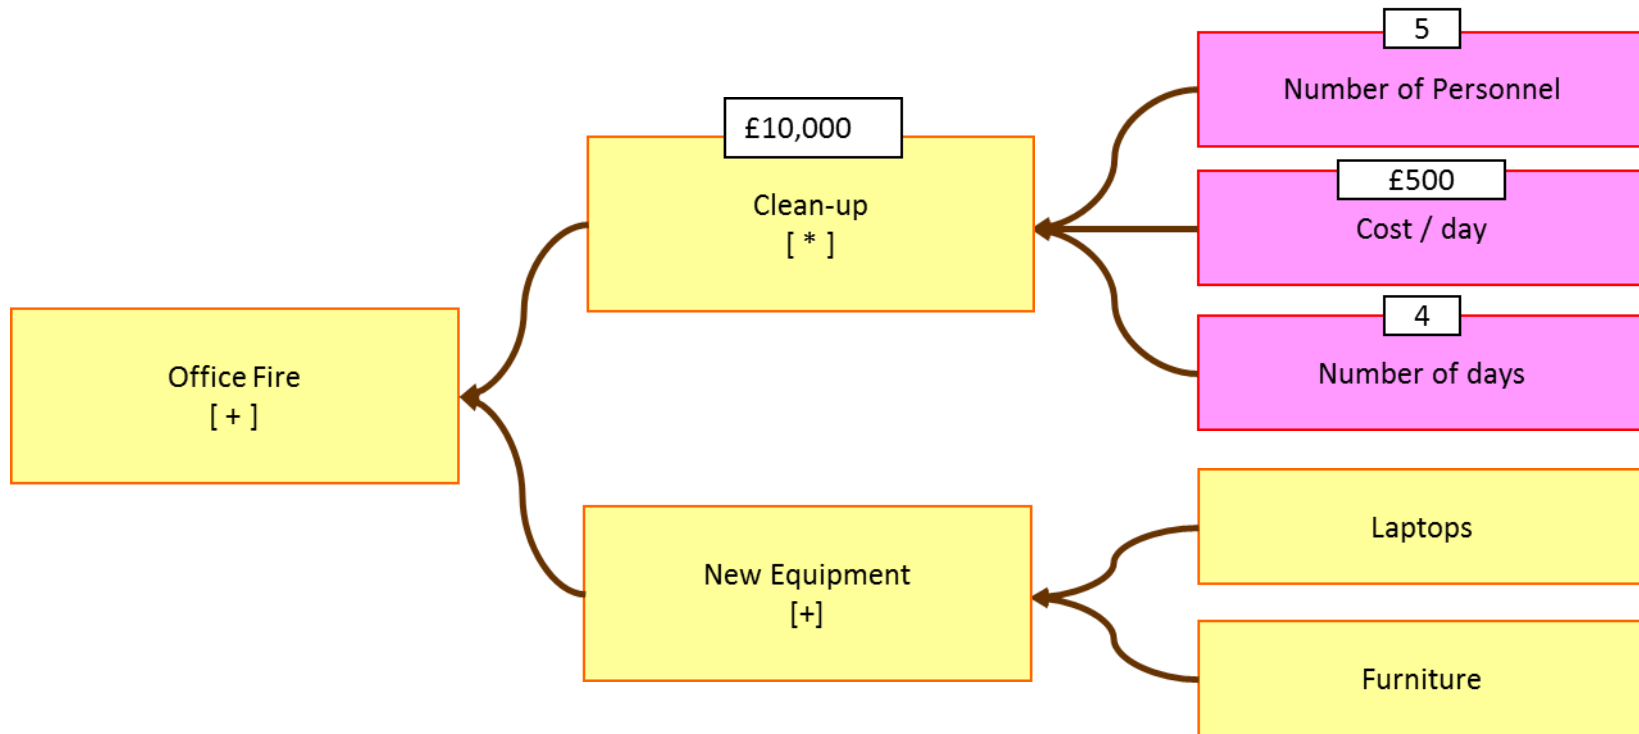 5
Number of Personnel
£10,000
Clean-up
[ * ]
£500
Cost / day
4
Number of days
Office Fire
[ + ]
New Equipment
[+]
Laptops
Furniture